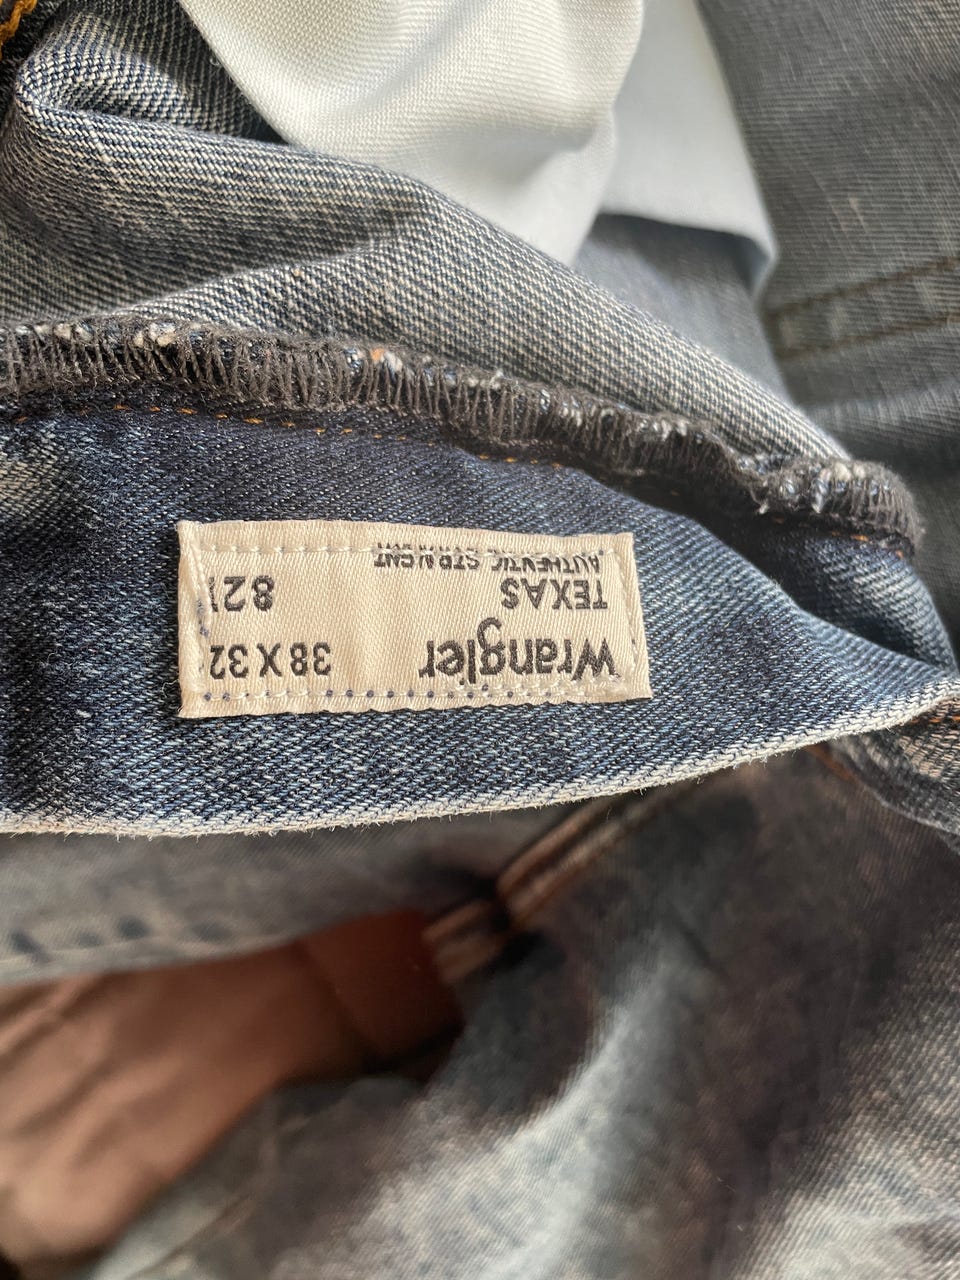 Wrangler 38 X 32
TEXAS 821
AUTHENTIC STRAIGHT